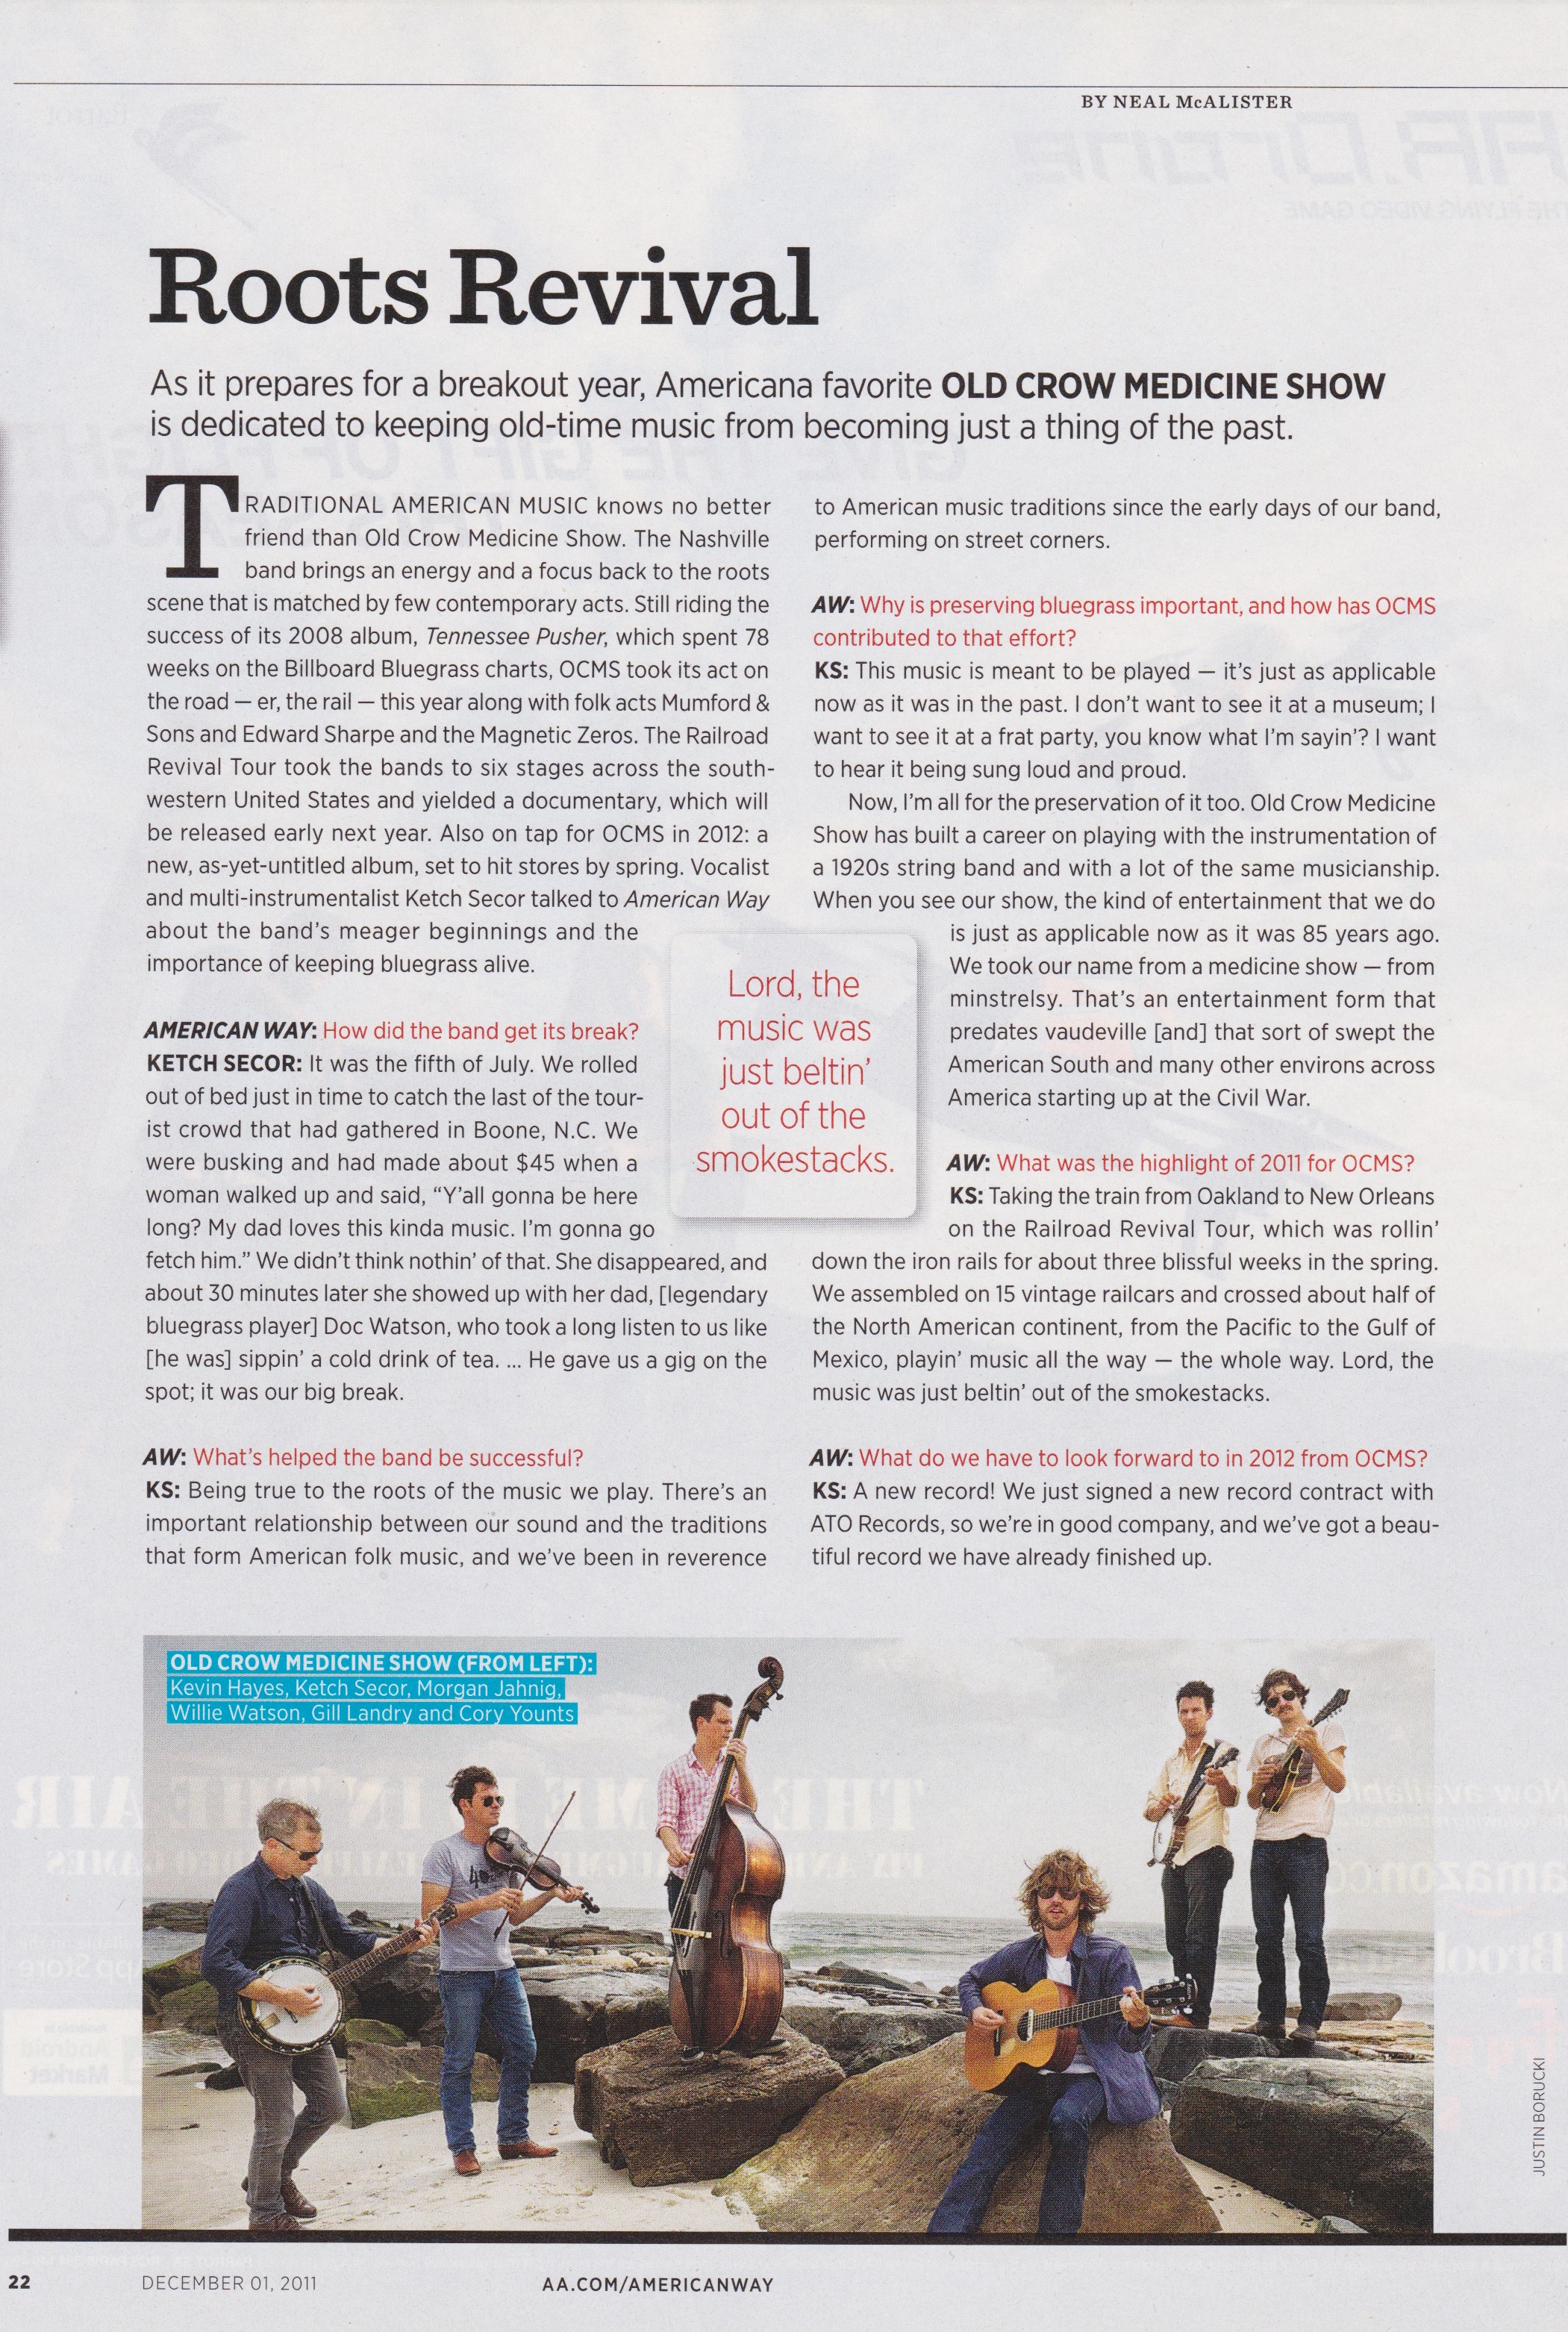 BY NEAL McALISTER
Roots Revival
As it prepares for a breakout year, Americana favorite OLD CROW MEDICINE SHOW
is dedicated to keeping old-time music from becoming just a thing of the past.
TRADITIONAL AMERICAN MUSIC knows no better
friend than Old Crow Medicine Show. The Nashville
band brings an energy and a focus back to the roots
scene that is matched by few contemporary acts. Still riding the
success of its 2008 album, Tennessee Pusher, which spent 78
weeks on the Billboard Bluegrass charts, OCMS took its act on
the road — er, the rail — this year along with folk acts Mumford &
Sons and Edward Sharpe and the Magnetic Zeros. The Railroad
Revival Tour took the bands to six stages across the south-
western United States and yielded a documentary, which will
be released early next year. Also on tap for OCMS in 2012: a
new, as-yet-untitled album, set to hit stores by spring. Vocalist
and multi-instrumentalist Ketch Secor talked to American Way
about the band's meager beginnings and the
importance of keeping bluegrass alive.
AMERICAN WAY: How did the band get its break?
KETCH SECOR: It was the fifth of July. We rolled
out of bed just in time to catch the last of the tour-
ist crowd that had gathered in Boone, N.C. We
were busking and had made about $45 when a
woman walked up and said, “Y'all gonna be here
long? My dad loves this kinda music. I'm gonna go
fetch him.” We didn't think nothin' of that. She disappeared, and
about 30 minutes later she showed up with her dad, [legendary
bluegrass player] Doc Watson, who took a long listen to us like
[he was] sippin' a cold drink of tea. ... He gave us a gig on the
spot; it was our big break.
AW: What's helped the band be successful?
KS: Being true to the roots of the music we play. There's an
important relationship between our sound and the traditions
that form American folk music, and we've been in reverence
to American music traditions since the early days of our band,
performing on street corners.
AW: Why is preserving bluegrass important, and how has OCMS
contributed to that effort?
KS: This music is meant to be played — it's just as applicable
now as it was in the past. I don't want to see it at a museum; I
want to see it at a frat party, you know what I'm sayin'? I want
to hear it being sung loud and proud.
Now, I'm all for the preservation of it too. Old Crow Medicine
Show has built a career on playing with the instrumentation of
a 1920s string band and with a lot of the same musicianship.
When you see our show, the kind of entertainment that we do
is just as applicable now as it was 85 years ago.
We took our name from a medicine show — from
minstrelsy. That's an entertainment form that
predates vaudeville [and] that sort of swept the
American South and many other environs across
America starting up at the Civil War.
AW: What was the highlight of 2011 for OCMS?
KS: Taking the train from Oakland to New Orleans
on the Railroad Revival Tour, which was rollin'
down the iron rails for about three blissful weeks in the spring.
We assembled on 15 vintage railcars and crossed about half of
the North American continent, from the Pacific to the Gulf of
Mexico, playin' music all the way — the whole way. Lord, the
music was just beltin' out of the smokestacks.
AW: What do we have to look forward to in 2012 from OCMS?
KS: A new record! We just signed a new record contract with
ATO Records, so we're in good company, and we've got a beau-
tiful record we have already finished up.
Lord, the
music was
just beltin'
out of the
smokestacks.
OLD CROW MEDICINE SHOW (FROM LEFT):
Kevin Hayes, Ketch Secor, Morgan Jahnig,
Willie Watson, Gill Landry and Cory Younts
JUSTIN BORUCKI
22
DECEMBER 01, 2011
AA.COM/AMERICANWAY